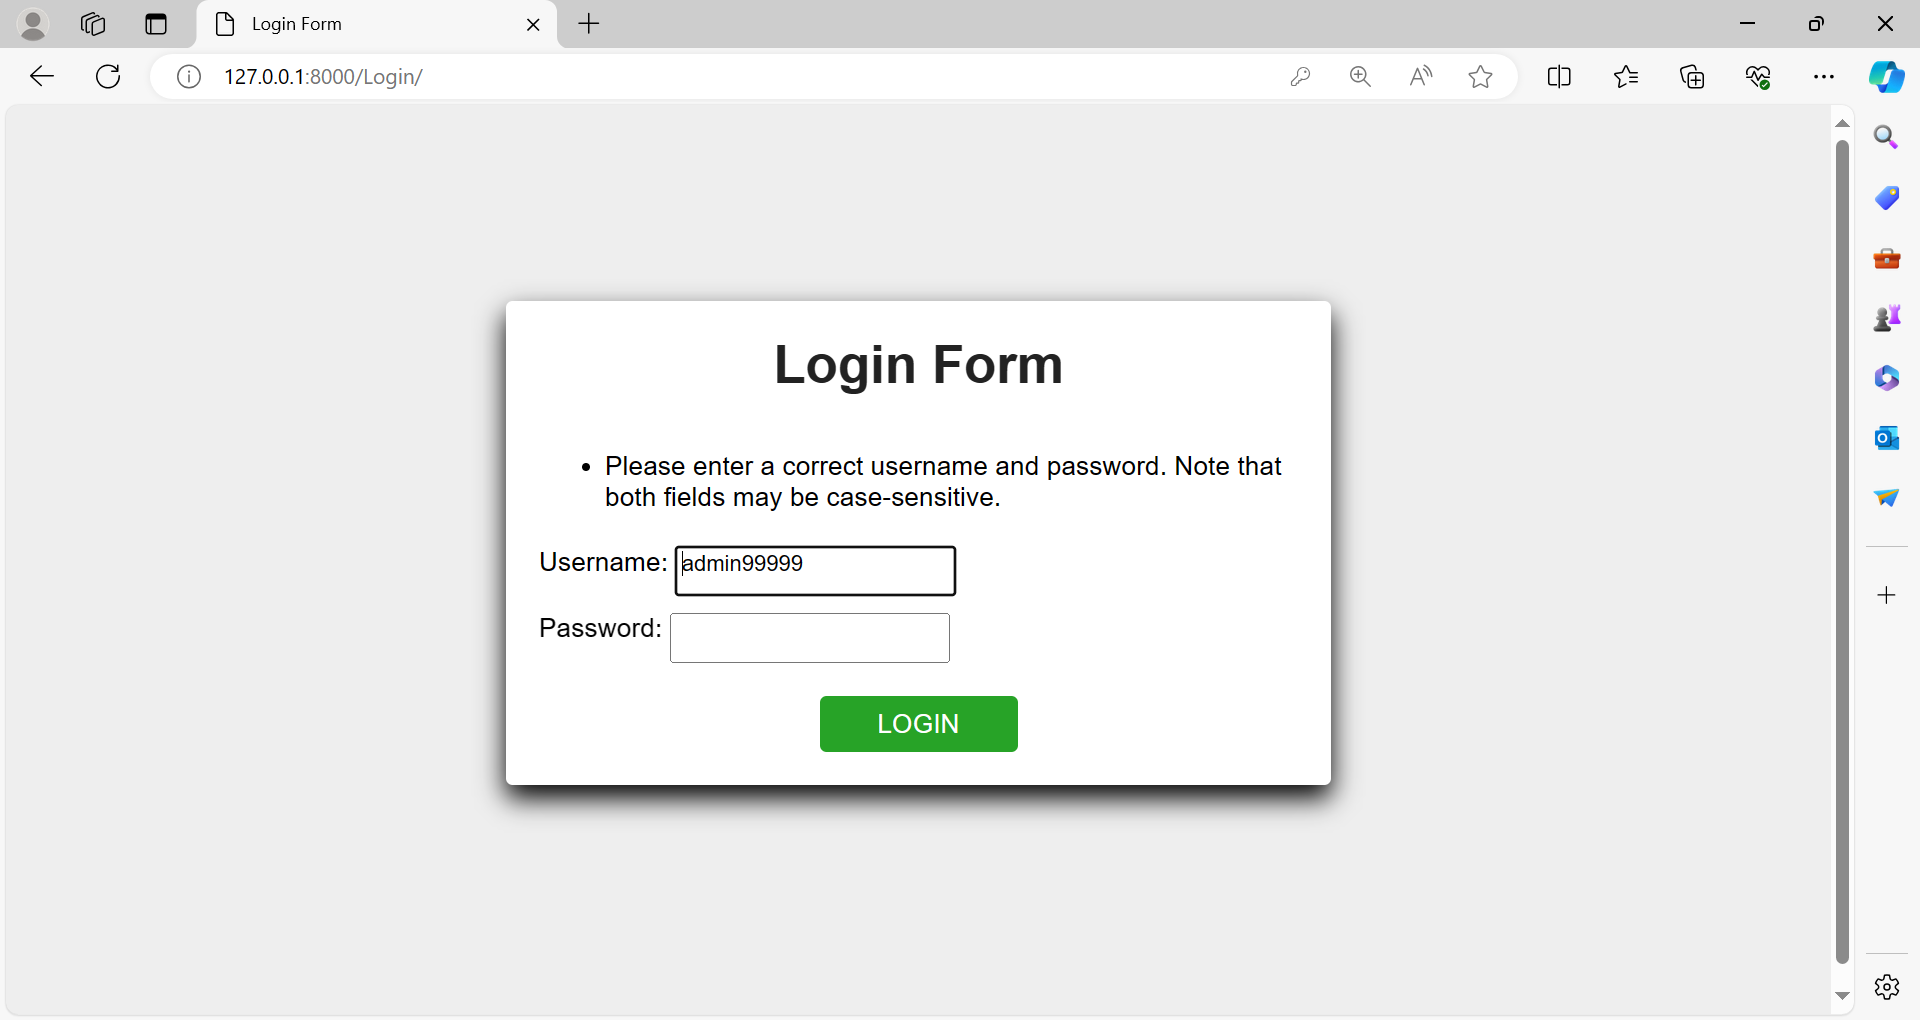 Login Form
127.0.0.1:8000/Login/
Login Form
• Please enter a correct username and password. Note that
both fields may be case-sensitive.
Username: admin99999
Password:
LOGIN